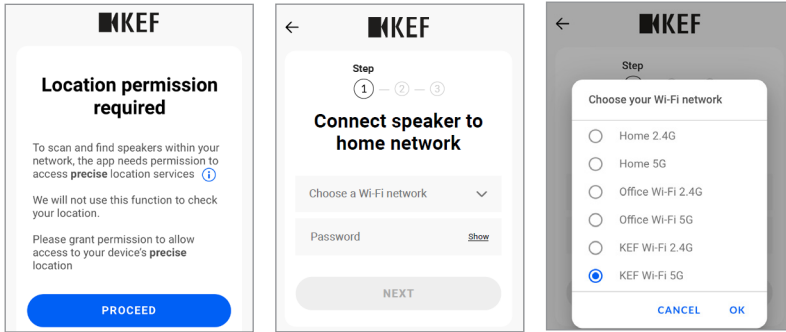 KEF
Location permission
required
To scan and find speakers within your
network, the app needs permission to
access precise location services
We will not use this function to check
your location.
Please grant permission to allow
access to your device's precise
location
PROCEED
KEF
Step
1 – 2 – 3
Connect speaker to
home network
Choose a Wi-Fi network
Password Show
NEXT
KEF
Step
Choose your Wi-Fi network
Home 2.4G
Home 5G
Office Wi-Fi 2.4G
Office Wi-Fi 5G
KEF Wi-Fi 2.4G
KEF Wi-Fi 5G
CANCEL OK